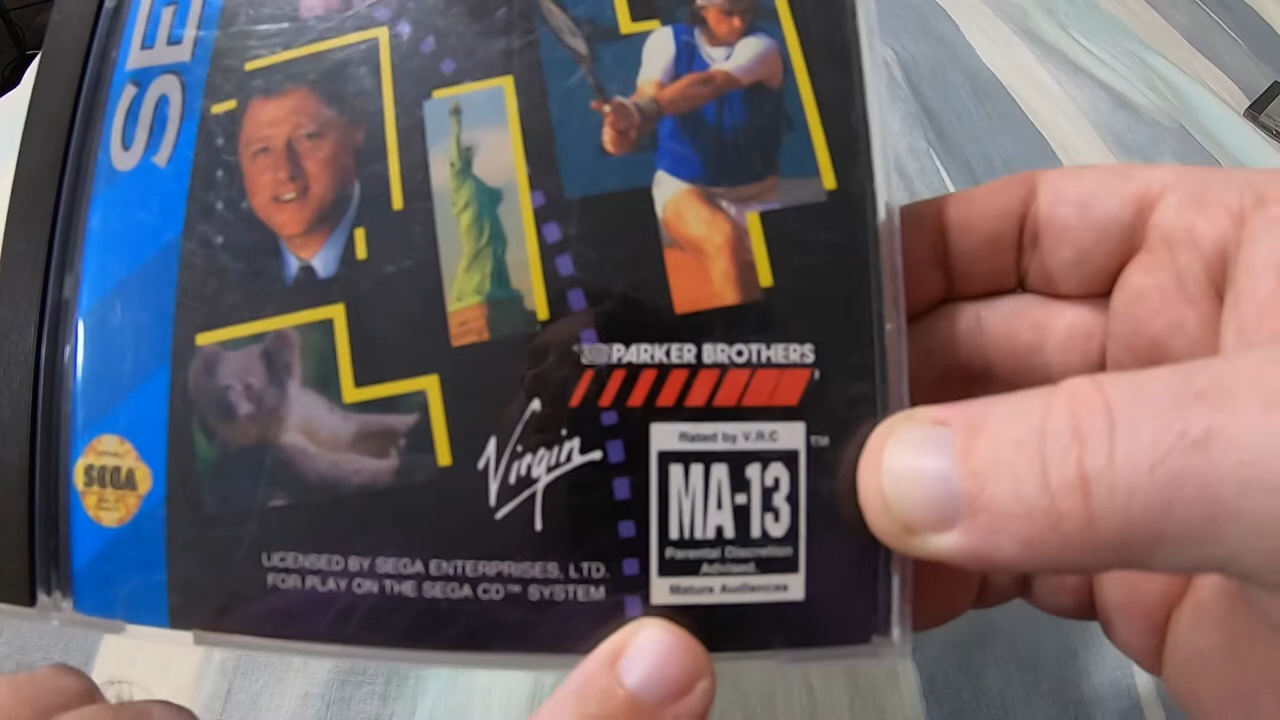 SE
PARKER BROTHERS
Virgin
Rated by V.R.C
TM
MA-13
Parental Discretion
Advised.
Mature Audiences
SEGA
LICENSED BY SEGA ENTERPRISES, LTD.
FOR PLAY ON THE SEGA CD™ SYSTEM